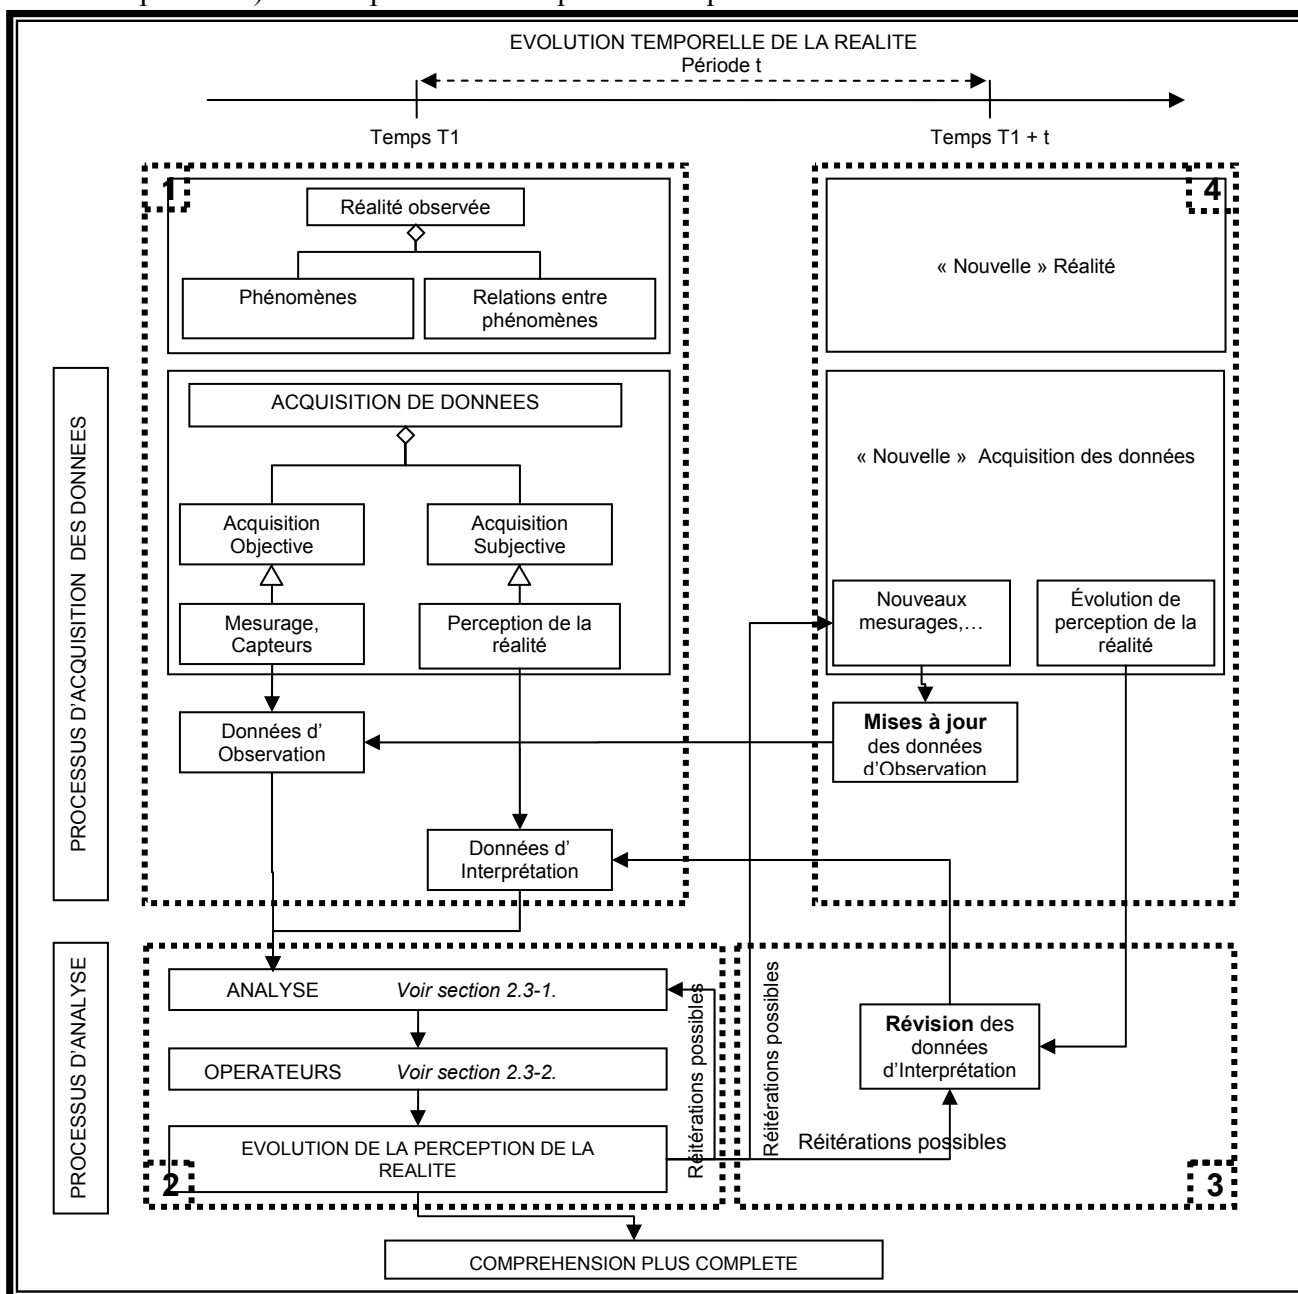 EVOLUTION TEMPORELLE DE LA REALITE
Période t
Temps T1
Temps T1 + t
1
Réalité observée
Phénomènes
Relations entre
phénomènes
4
« Nouvelle » Réalité
PROCESSUS D'ACQUISITION DES DONNEES
ACQUISITION DE DONNEES
Acquisition
Objective
Acquisition
Subjective
Mesurage,
Capteurs
Perception de la
réalité
« Nouvelle » Acquisition des données
Nouveaux
mesurages,...
Évolution de
perception de la
réalité
Données d'
Observation
Mises à jour
des données
d'Observation
Données d'
Interprétation
PROCESSUS D'ANALYSE
ANALYSE Voir section 2.3-1.
OPERATEURS Voir section 2.3-2.
EVOLUTION DE LA PERCEPTION DE LA
REALITE
2
Réitérations possibles
Réitérations possibles
Révision des
données
d'Interprétation
Réitérations possibles
3
COMPREHENSION PLUS COMPLETE